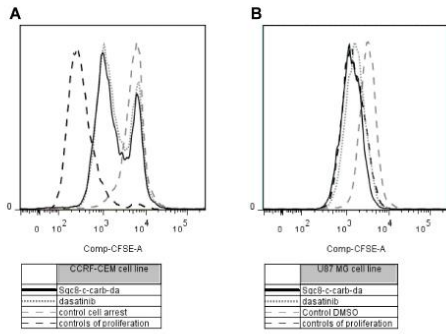 A
B
0
0
0 10² 10³ 10⁴ 10⁵
0 10² 10³ 10⁴ 10⁵
Comp-CFSE-A
Comp-CFSE-A
CCRF-CEM cell line
Sgc8-c-carb-da
dasatinib
control cell arrest
controls of proliferation
U87 MG cell line
Sgc8-c-carb-da
dasatinib
Control DMSO
controls of proliferation